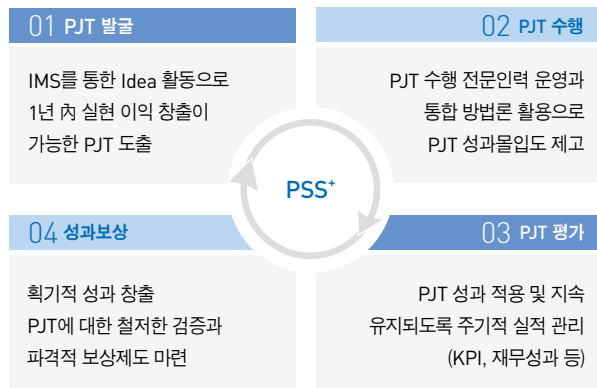 01 PJT 발굴
IMS를 통한 Idea 활동으로
1년 內 실현 이익 창출이
가능한 PJT 도출
02 PJT 수행
PJT 수행 전문인력 운영과
통합 방법론 활용으로
PJT 성과몰입도 제고
PSS+
04 성과보상
획기적 성과 창출
PJT에 대한 철저한 검증과
파격적 보상제도 마련
03 PJT 평가
PJT 성과 적용 및 지속
유지되도록 주기적 실적 관리
(KPI, 재무성과 등)